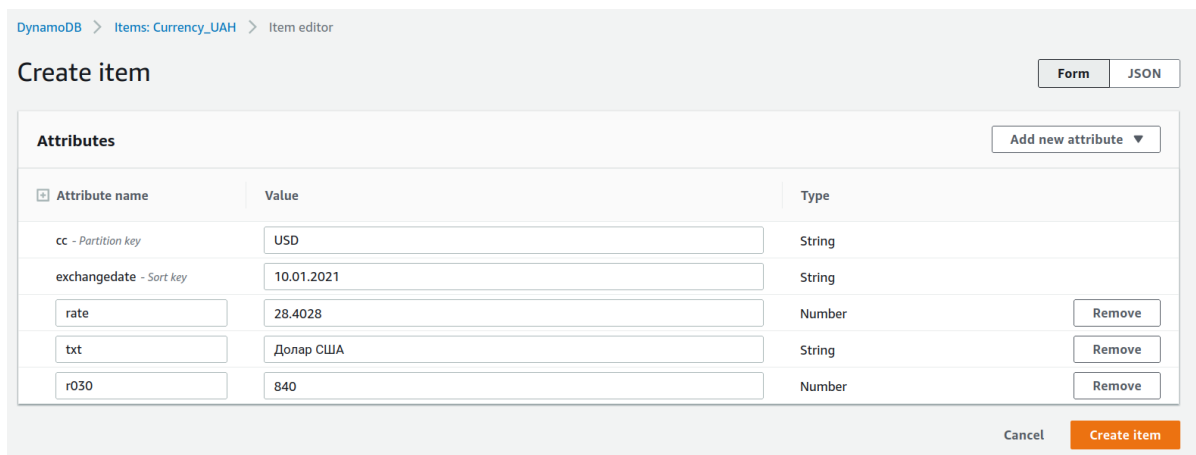 DynamoDB > Items: Currency_UAH > Item editor
Create item
Form JSON
Attributes
Add new attribute ▼
Attribute name Value Type
cc - Partition key USD String
exchangedate - Sort key 10.01.2021 String
rate 28.4028 Number Remove
txt Долар США String Remove
r030 840 Number Remove
Cancel Create item